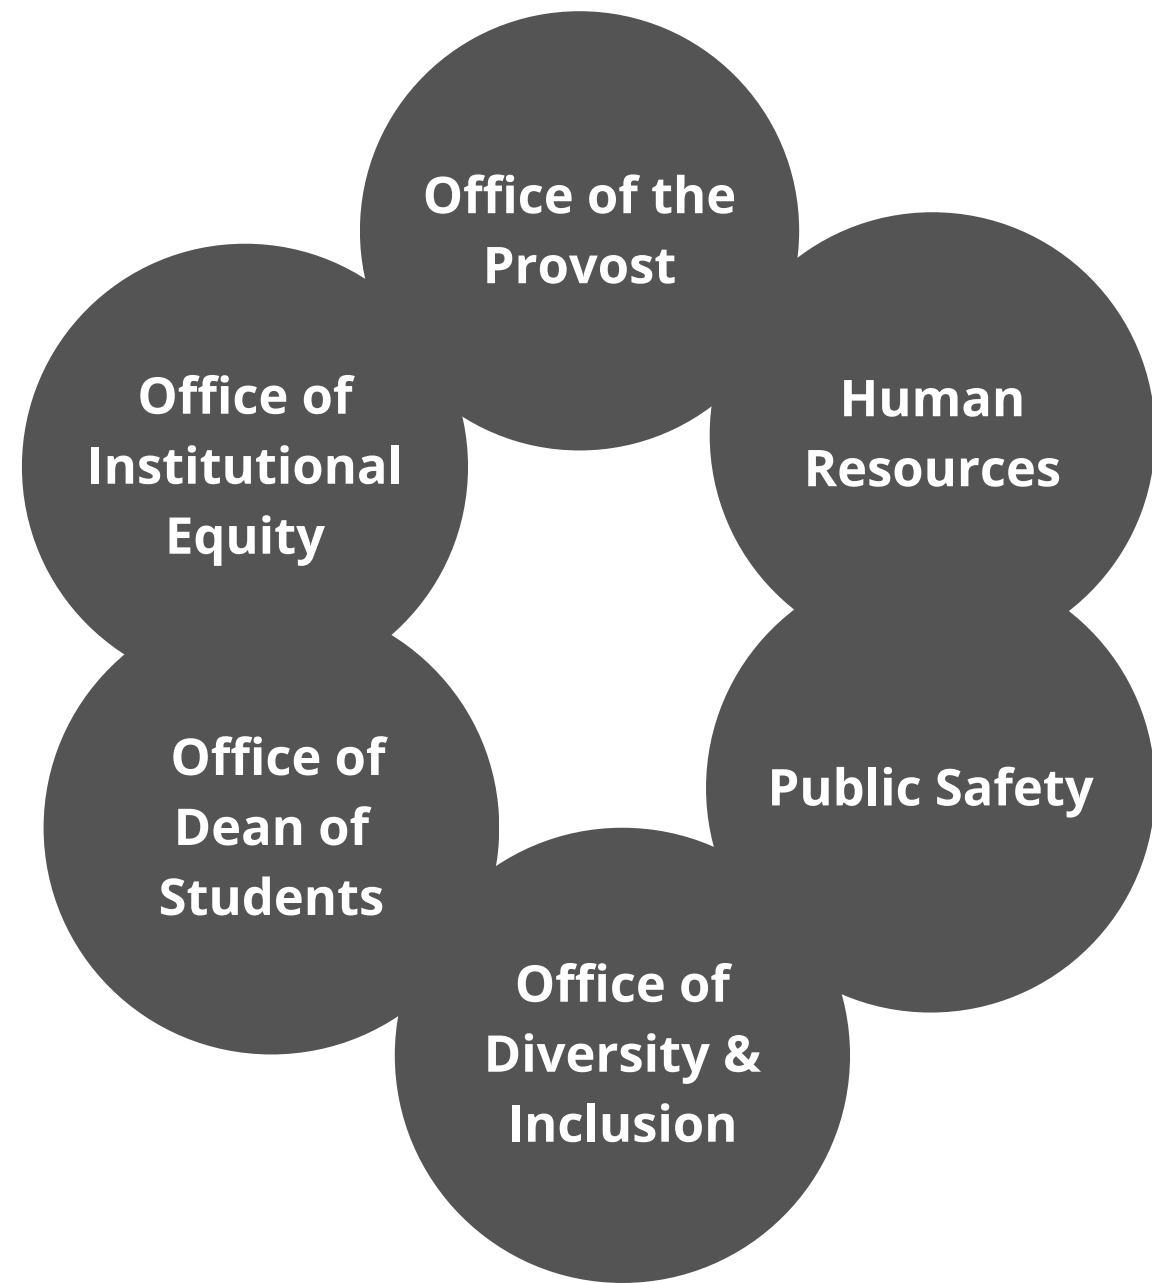 Office of the
Provost
Human
Resources
Public Safety
Office of
Diversity &
Inclusion
Office of
Dean of
Students
Office of
Institutional
Equity